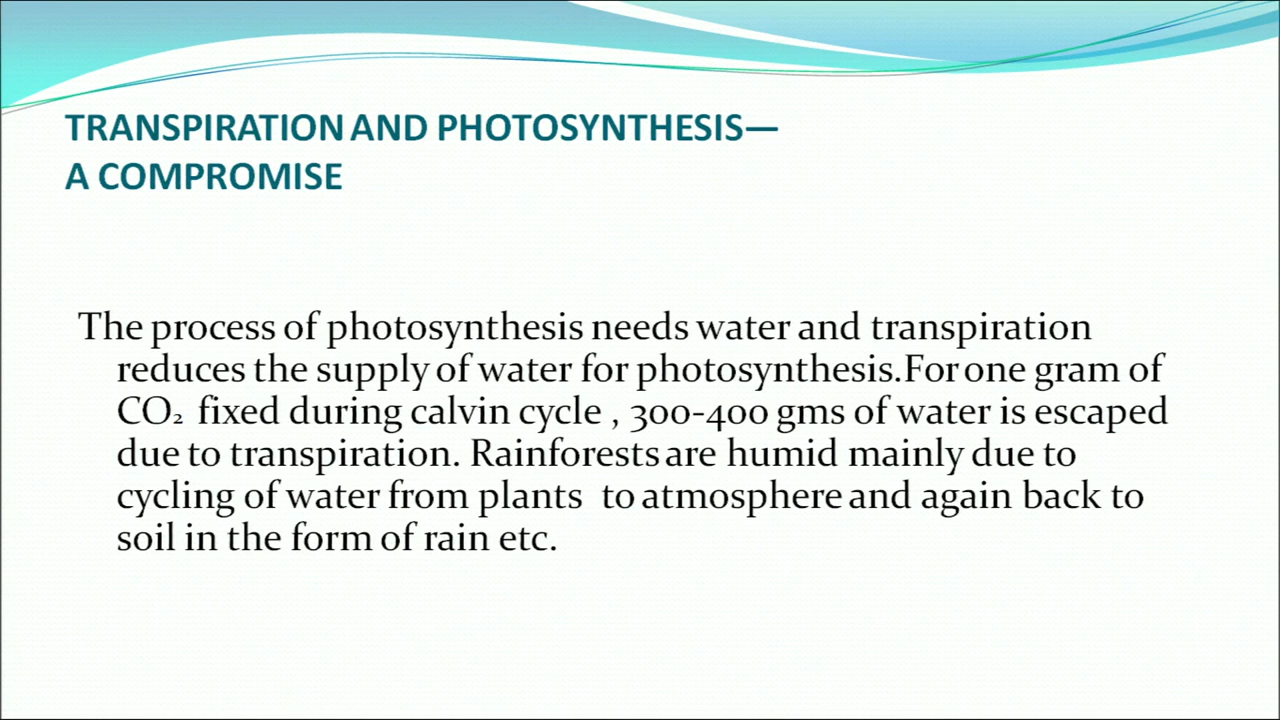 TRANSPIRATION AND PHOTOSYNTHESIS—
A COMPROMISE
The process of photosynthesis needs water and transpiration
reduces the supply of water for photosynthesis.For one gram of
CO₂ fixed during calvin cycle , 300-400 gms of water is escaped
due to transpiration. Rainforests are humid mainly due to
cycling of water from plants to atmosphere and again back to
soil in the form of rain etc.